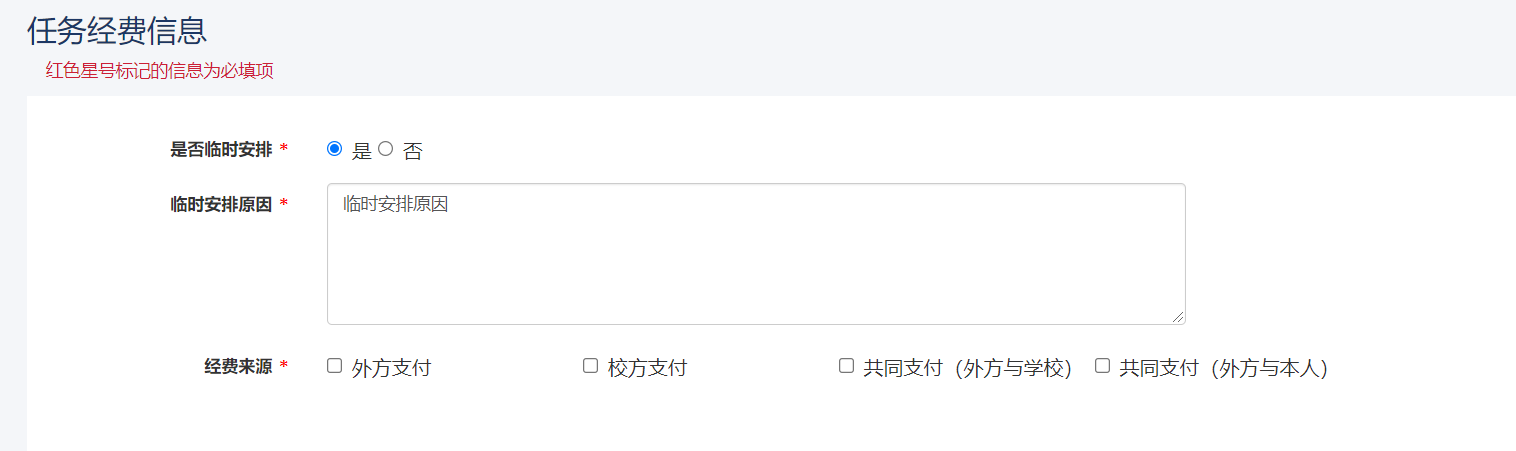 任务经费信息
红色星号标记的信息为必填项
是否临时安排 * 是 否
临时安排原因 * 临时安排原因
经费来源 * 外方支付 校方支付 共同支付（外方与学校） 共同支付（外方与本人）